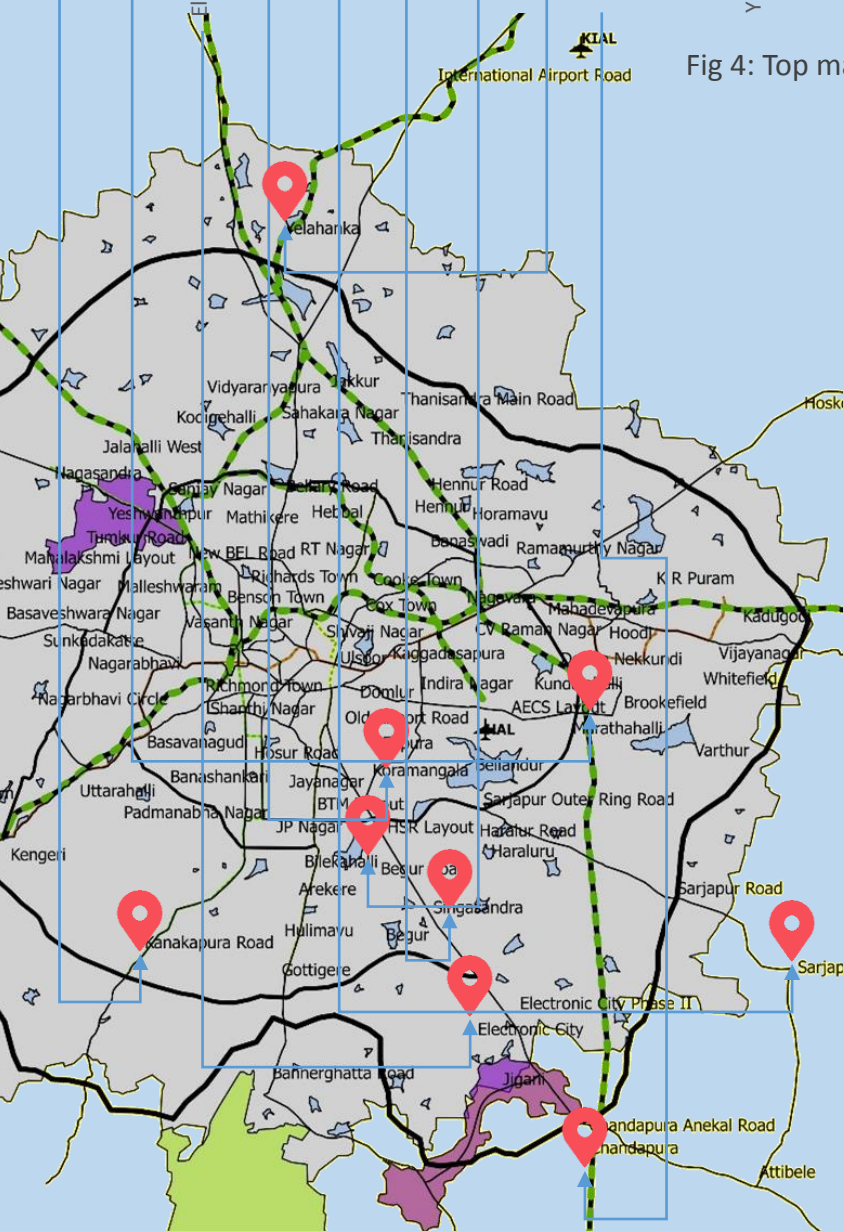 EI
Y
KIAL
Fig 4: Top ma
International Airport Road
Yelahanka
Vidyaranyapura
Jakkur
Thanisandra Main Road
Kodigehalli
Sahakara Nagar
Hosk
Jalahalli West
Thanisandra
Nagasandra
Sanjay Nagar
Bellary Road
Hennur Road
Yeshwanthpur
Mathikere
Hebbal
Hennur
Horamavu
Tumkur Road
Banaswadi
Ramamurthy Nagar
Mahalakshmi Layout
New BEL Road
RT Nagar
eshwari Nagar
Malleshwaram
Richards Town
Cooke Town
K R Puram
Benson Town
Cox Town
Nagavara
Mahadevapura
Basaveshwara Nagar
Vasanth Nagar
Shivaji Nagar
CV Raman Nagar
Hoodi
Kadugodi
Sunkadakatte
Nagarabhavi
Ulsoor
Kaggadasapura
Nekkundi
Vijayanagar
Whitefield
Nagarbhavi Circle
Richmond Town
Domlur
Indira Nagar
Brookefield
Shanthi Nagar
AECS Layout
Marathahalli
Basavanagudi
Hosur Road
HAL
Varthur
Banashankari
Jayanagar
Koramangala
Bellandur
Uttarahalli
Padmanabha Nagar
Sarjapur Outer Ring Road
JP Nagar
HSR Layout
Haralur Road
Kengeri
Haraluru
Bilekahalli
Begur
Arekere
Singasandra
Sarjapur Road
Kanakapura Road
Hulimavu
Begur
Gottigere
Sarjap
Electronic City Phase II
Electronic City
Bannerghatta Road
Jigani
Chandapura Anekal Road
Chandapura
Attibele